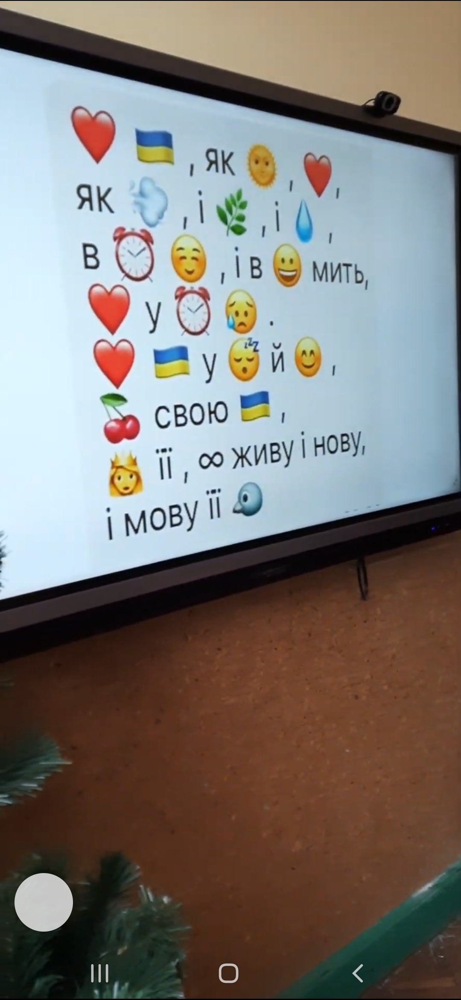 ❤️ 🇺🇦 , як 🌞 , ❤️ ,
як 💨 , і 🌿 , і 💧 ,
в ⏰ ☺️ , і в 😀 мить,
❤️ у ⏰ 😥 .
❤️ 🇺🇦 у 😴 й 😊 ,
🍒 свою 🇺🇦 ,
👸 її , ∞ живу і нову,
і мову її 🐦